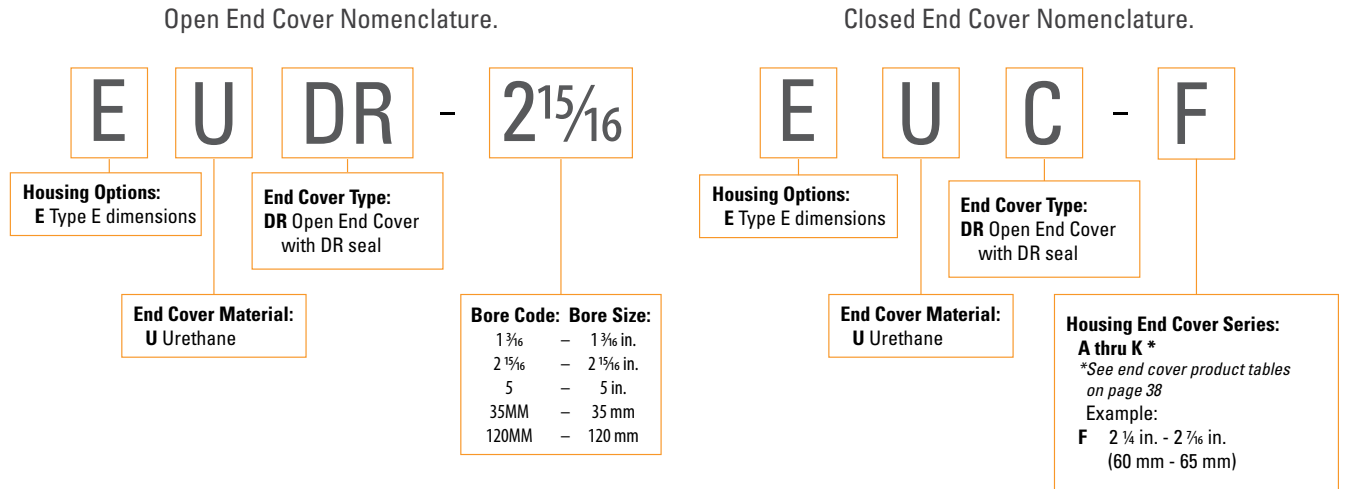 Open End Cover Nomenclature.
E U DR - 2 15/16
Housing Options:
E Type E dimensions
End Cover Type:
DR Open End Cover
with DR seal
End Cover Material:
U Urethane
Bore Code: Bore Size:
1 3/16 – 1 3/16 in.
2 15/16 – 2 15/16 in.
5 – 5 in.
35MM – 35 mm
120MM – 120 mm
Closed End Cover Nomenclature.
E U C - F
Housing Options:
E Type E dimensions
End Cover Type:
DR Open End Cover
with DR seal
End Cover Material:
U Urethane
Housing End Cover Series:
A thru K *
*See end cover product tables
on page 38
Example:
F 2 ¼ in. - 2 7/16 in.
(60 mm - 65 mm)